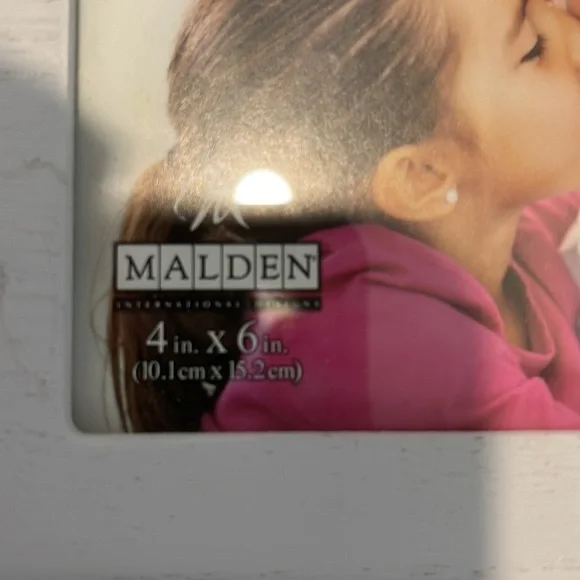 M
MALDEN®
INTERNATIONAL DESIGNS
4 in. x 6 in.
(10.1cm x 15.2cm)